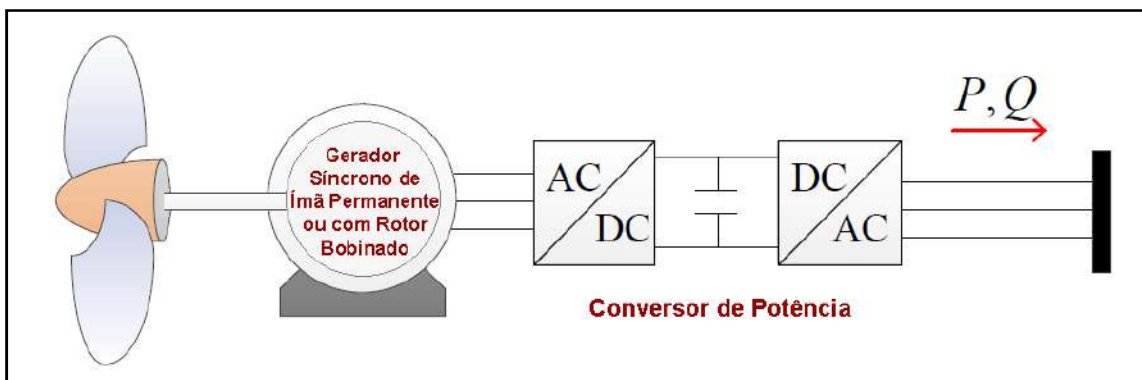 Gerador
Síncrono de
Ímã Permanente
ou com Rotor
Bobinado
AC
DC
DC
AC
P, Q
Conversor de Potência